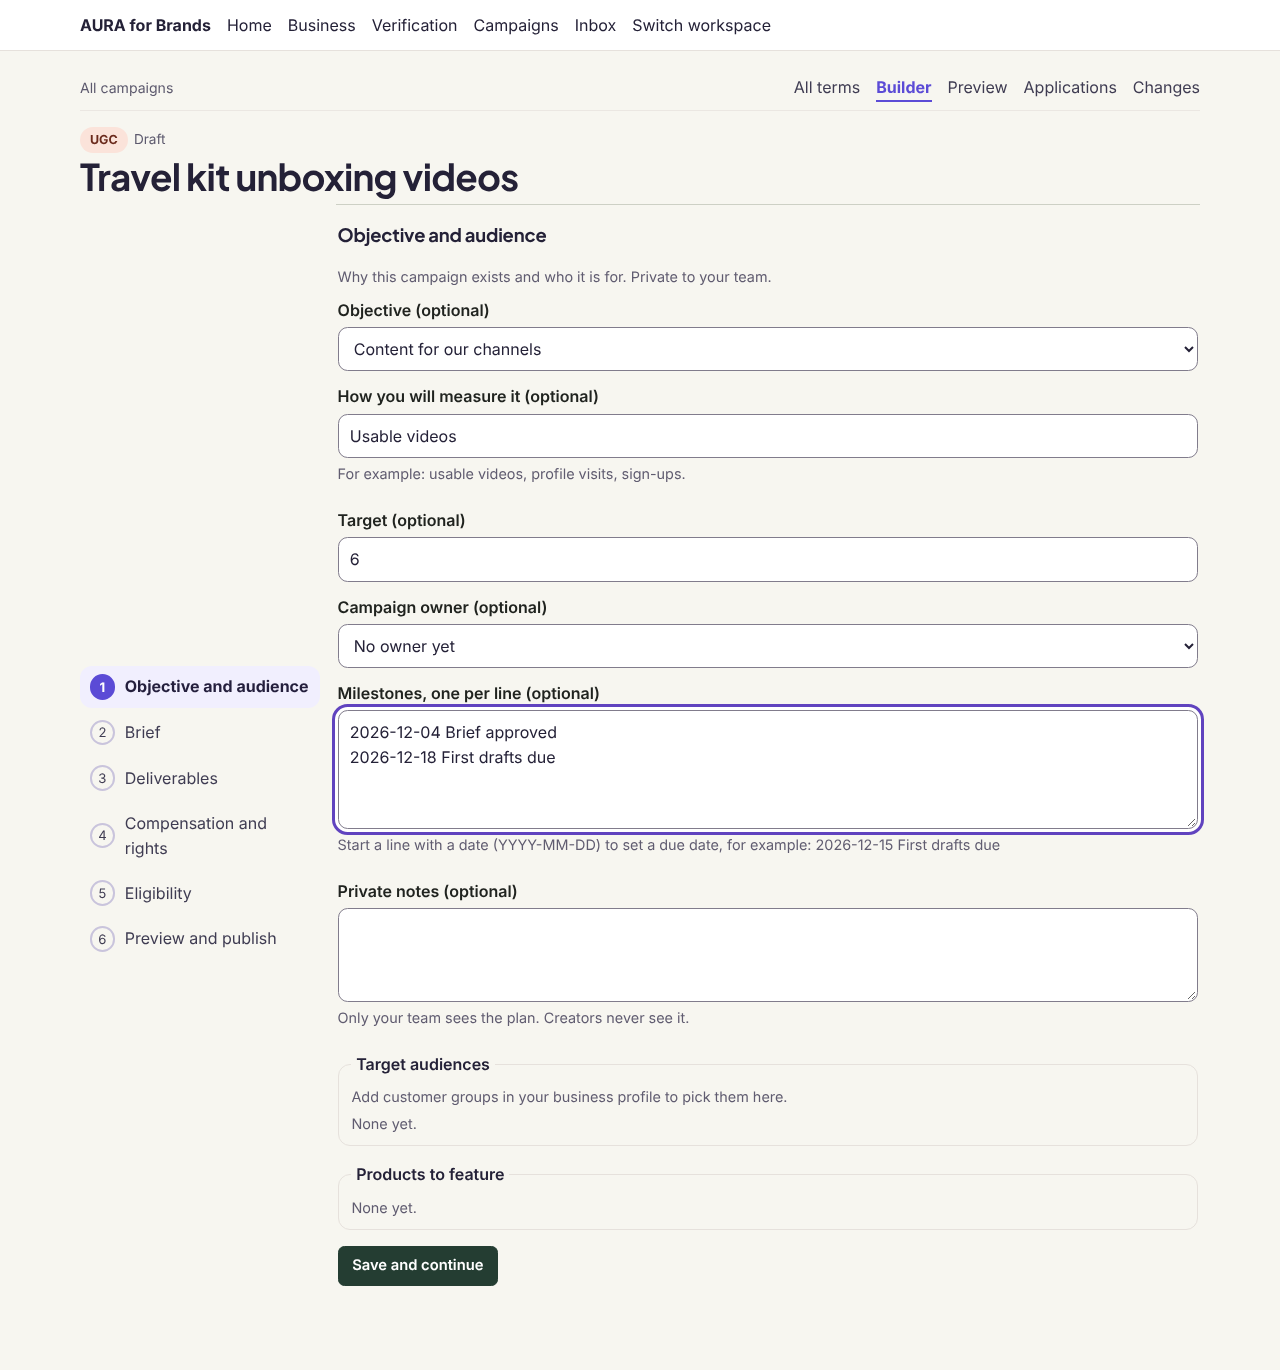 AURA for Brands Home Business Verification Campaigns Inbox Switch workspace
All campaigns All terms Builder Preview Applications Changes
UGC Draft
Travel kit unboxing videos
1 Objective and audience
2 Brief
3 Deliverables
4 Compensation and
rights
5 Eligibility
6 Preview and publish
Objective and audience
Why this campaign exists and who it is for. Private to your team.
Objective (optional)
Content for our channels
How you will measure it (optional)
Usable videos
For example: usable videos, profile visits, sign-ups.
Target (optional)
6
Campaign owner (optional)
No owner yet
Milestones, one per line (optional)
2026-12-04 Brief approved
2026-12-18 First drafts due
Start a line with a date (YYYY-MM-DD) to set a due date, for example: 2026-12-15 First drafts due
Private notes (optional)
Only your team sees the plan. Creators never see it.
Target audiences
Add customer groups in your business profile to pick them here.
None yet.
Products to feature
None yet.
Save and continue